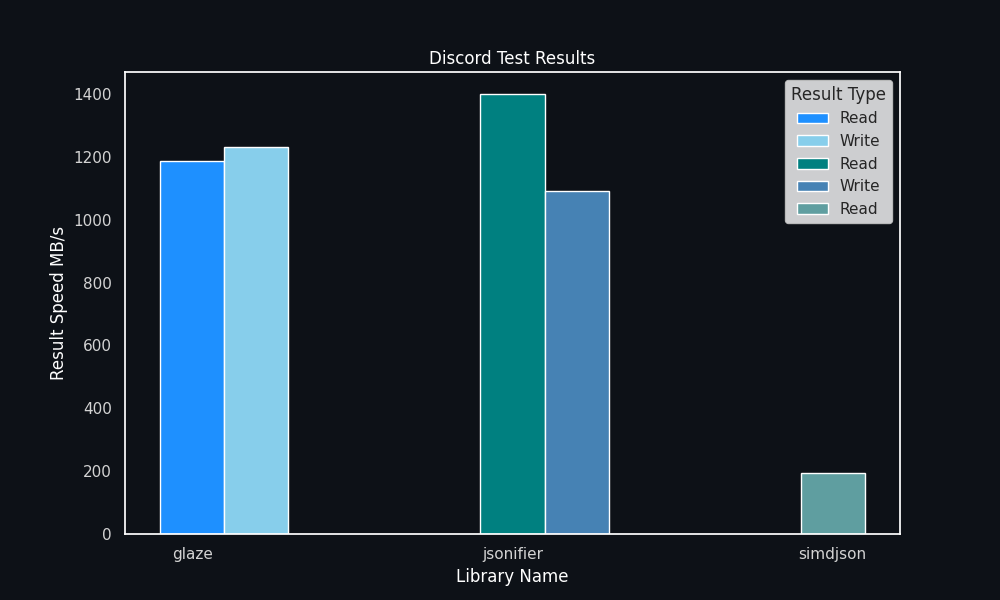 Discord Test Results
Result Type
Read
Write
Read
Write
Read
Result Speed MB/s
1400
1200
1000
800
600
400
200
0
glaze
jsonifier
simdjson
Library Name